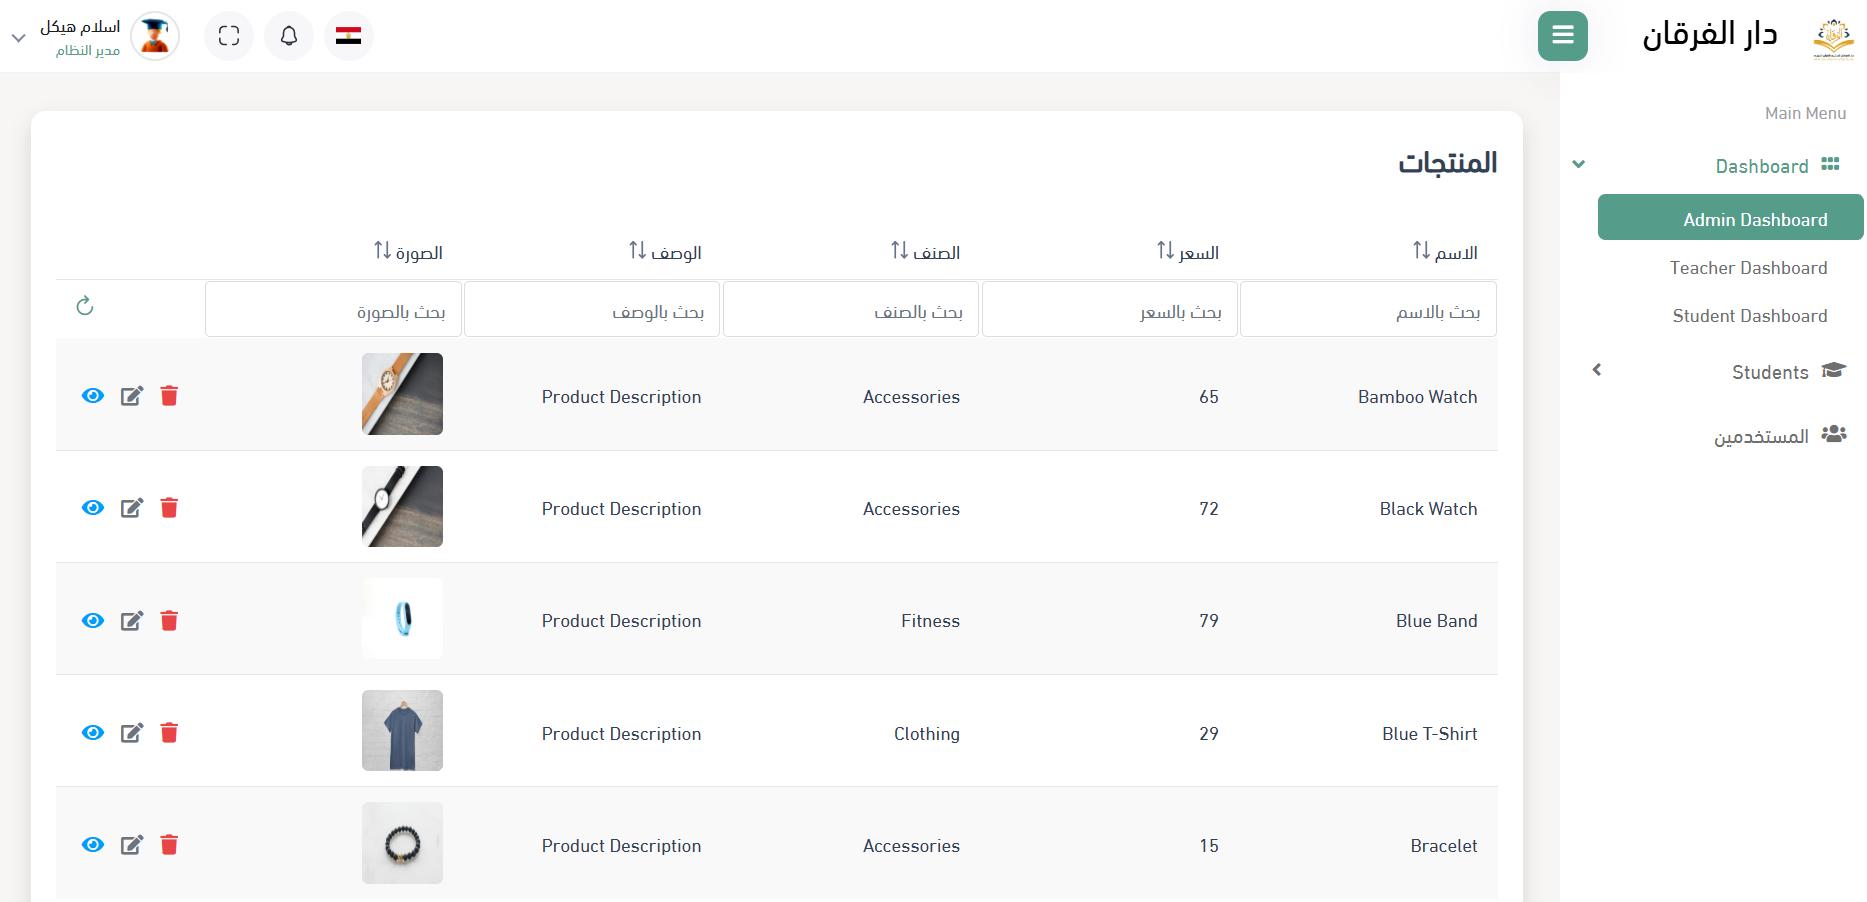 دار الفرقان
اسلام هيكل
مدير النظام
Main Menu
Dashboard
Admin Dashboard
Teacher Dashboard
Student Dashboard
Students
المستخدمين
المنتجات
الاسم السعر الصنف الوصف الصورة
بحث بالاسم بحث بالسعر بحث بالصنف بحث بالوصف بحث بالصورة
Bamboo Watch 65 Accessories Product Description
Black Watch 72 Accessories Product Description
Blue Band 79 Fitness Product Description
Blue T-Shirt 29 Clothing Product Description
Bracelet 15 Accessories Product Description